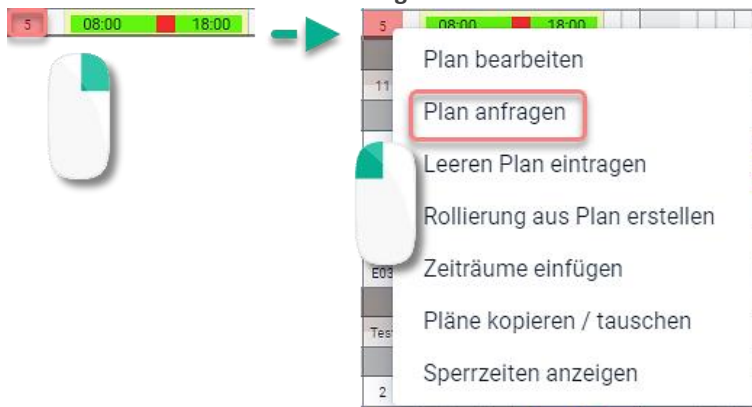 5 08:00 18:00
5 08:00 18:00
Plan bearbeiten
11
Plan anfragen
Leeren Plan eintragen
Rollierung aus Plan erstellen
E03
Zeiträume einfügen
Pläne kopieren / tauschen
Tes
Sperrzeiten anzeigen
2